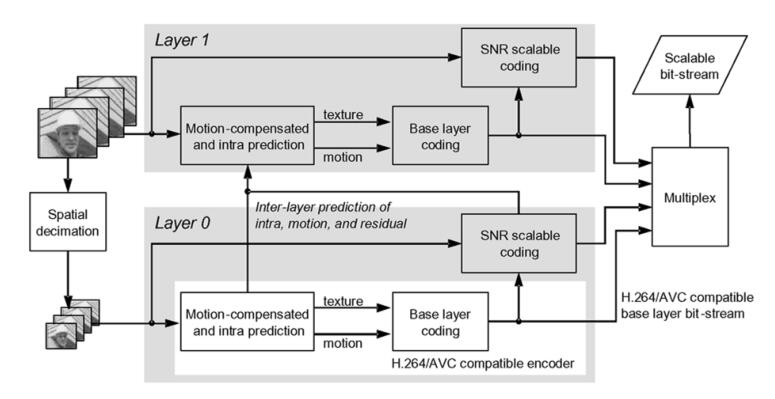 Layer 1
SNR scalable
coding
Scalable
bit-stream
Motion-compensated
and intra prediction
texture
motion
Base layer
coding
Multiplex
Spatial
decimation
Inter-layer prediction of
intra, motion, and residual
Layer 0
SNR scalable
coding
Motion-compensated
and intra prediction
texture
motion
Base layer
coding
H.264/AVC compatible
base layer bit-stream
H.264/AVC compatible encoder